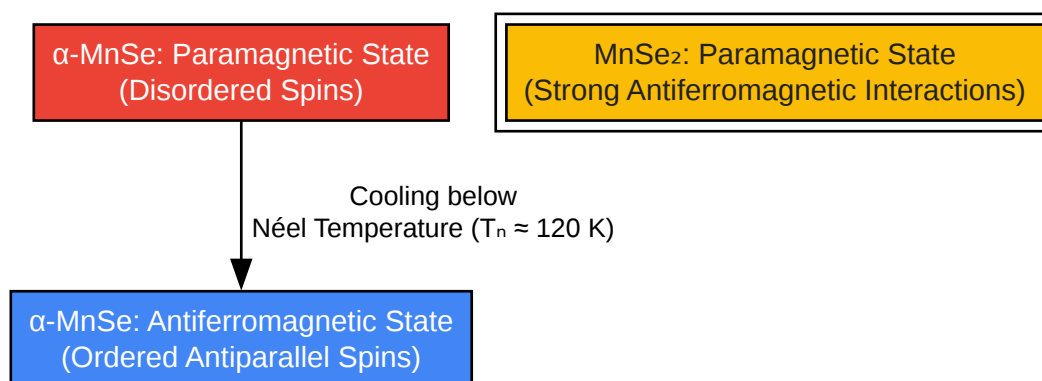 α-MnSe: Paramagnetic State
(Disordered Spins)
MnSe₂: Paramagnetic State
(Strong Antiferromagnetic Interactions)
Cooling below
Néel Temperature (Tₙ ≈ 120 K)
α-MnSe: Antiferromagnetic State
(Ordered Antiparallel Spins)